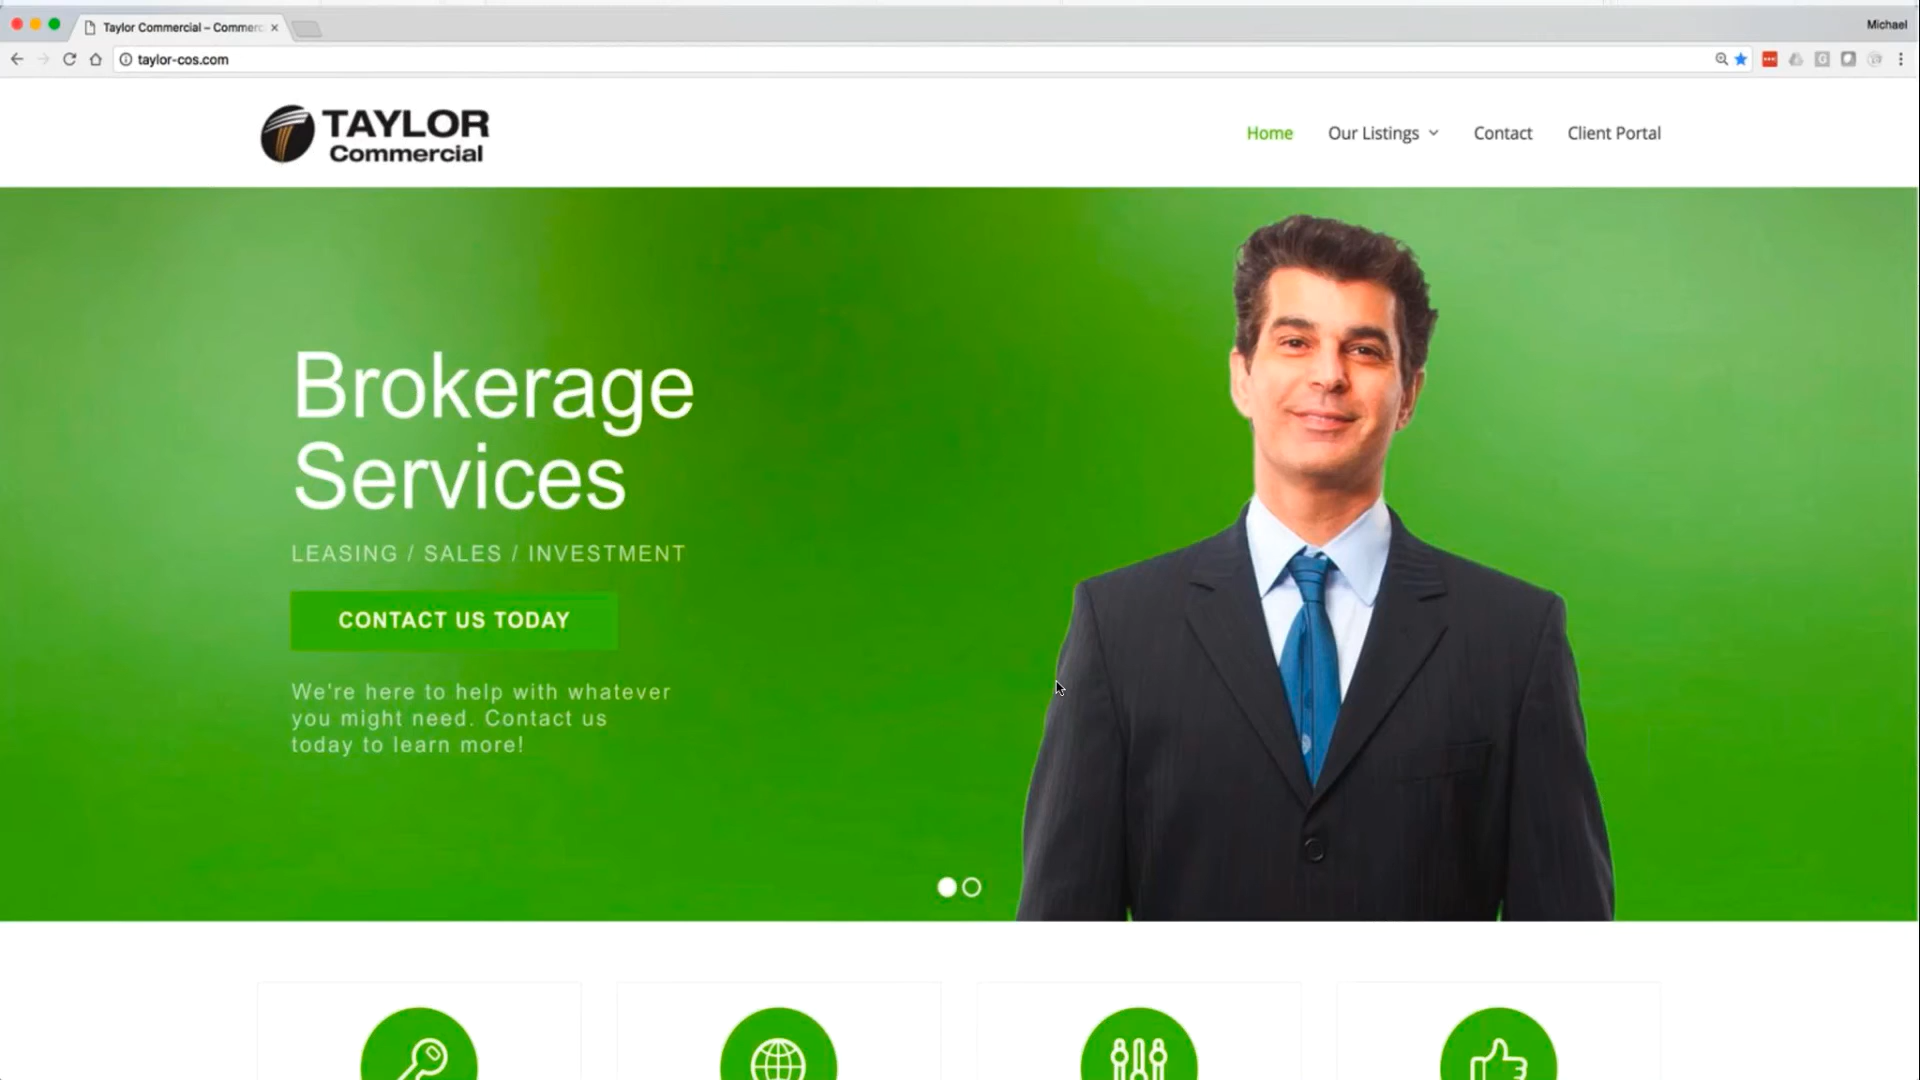 Taylor Commercial – Commerc
Michael
taylor-cos.com
TAYLOR
Commercial
Home
Our Listings
Contact
Client Portal
Brokerage
Services
LEASING / SALES / INVESTMENT
CONTACT US TODAY
We're here to help with whatever
you might need. Contact us
today to learn more!